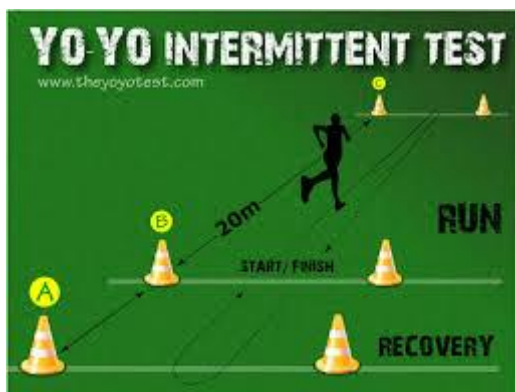 YO-YO INTERMITTENT TEST
www.theyoyotest.com
C
20m
RUN
B
START/ FINISH
A
RECOVERY